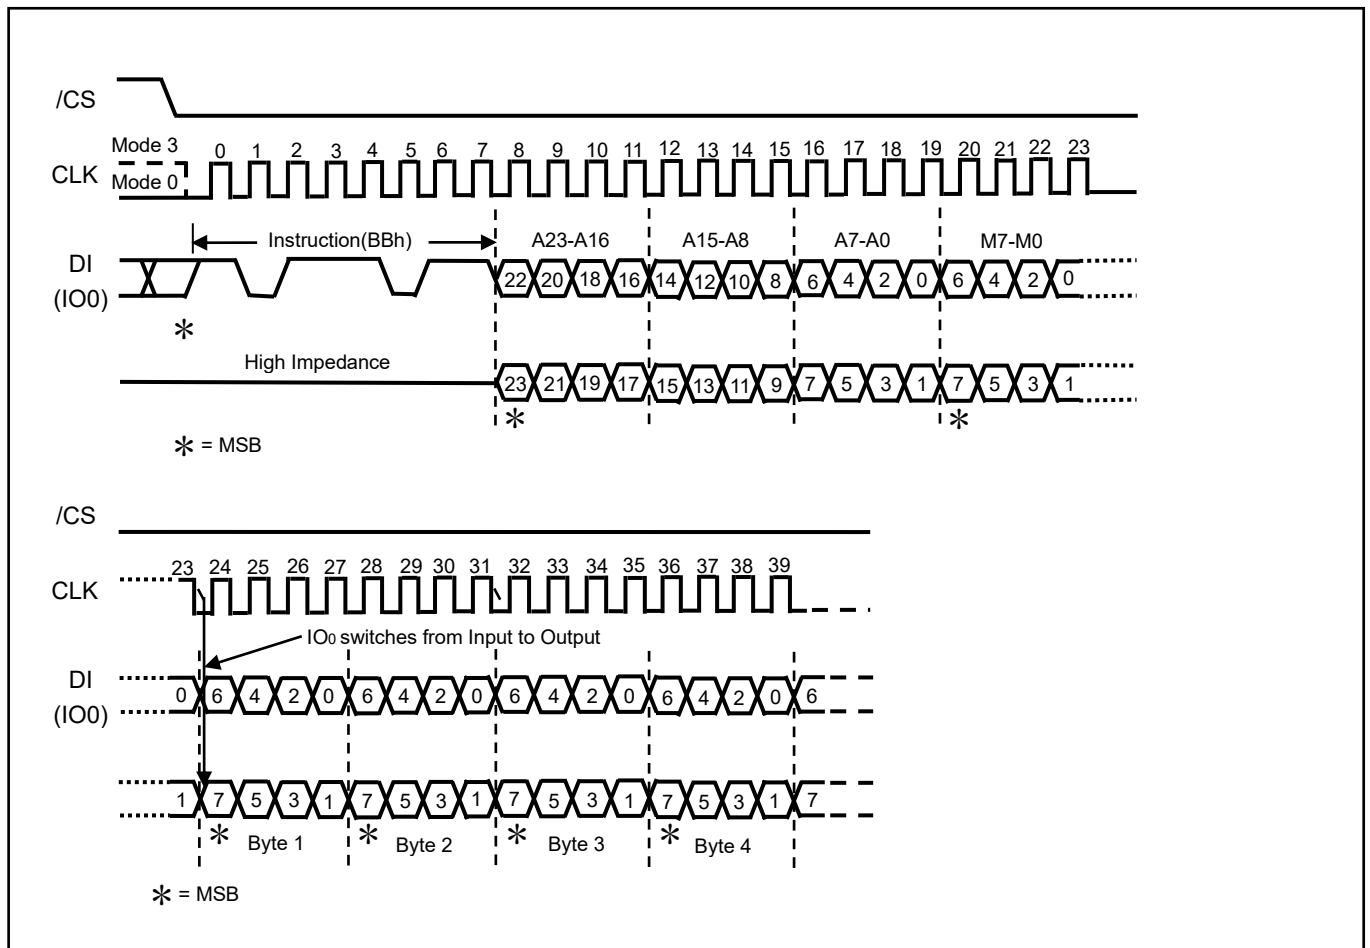 /CS
Mode 3
CLK
Mode 0
0 1 2 3 4 5 6 7 8 9 10 11 12 13 14 15 16 17 18 19 20 21 22 23
Instruction(BBh) A23-A16 A15-A8 A7-A0 M7-M0
DI
(IO0)
22 20 18 16 14 12 10 8 6 4 2 0 6 4 2 0
*
High Impedance
23 21 19 17 15 13 11 9 7 5 3 1 7 5 3 1
* *
* = MSB
/CS
23 24 25 26 27 28 29 30 31 32 33 34 35 36 37 38 39
CLK
IO0 switches from Input to Output
DI
(IO0)
0 6 4 2 0 6 4 2 0 6 4 2 0 6 4 2 0 6
1 7 5 3 1 7 5 3 1 7 5 3 1 7 5 3 1 7
* Byte 1 * Byte 2 * Byte 3 * Byte 4
* = MSB